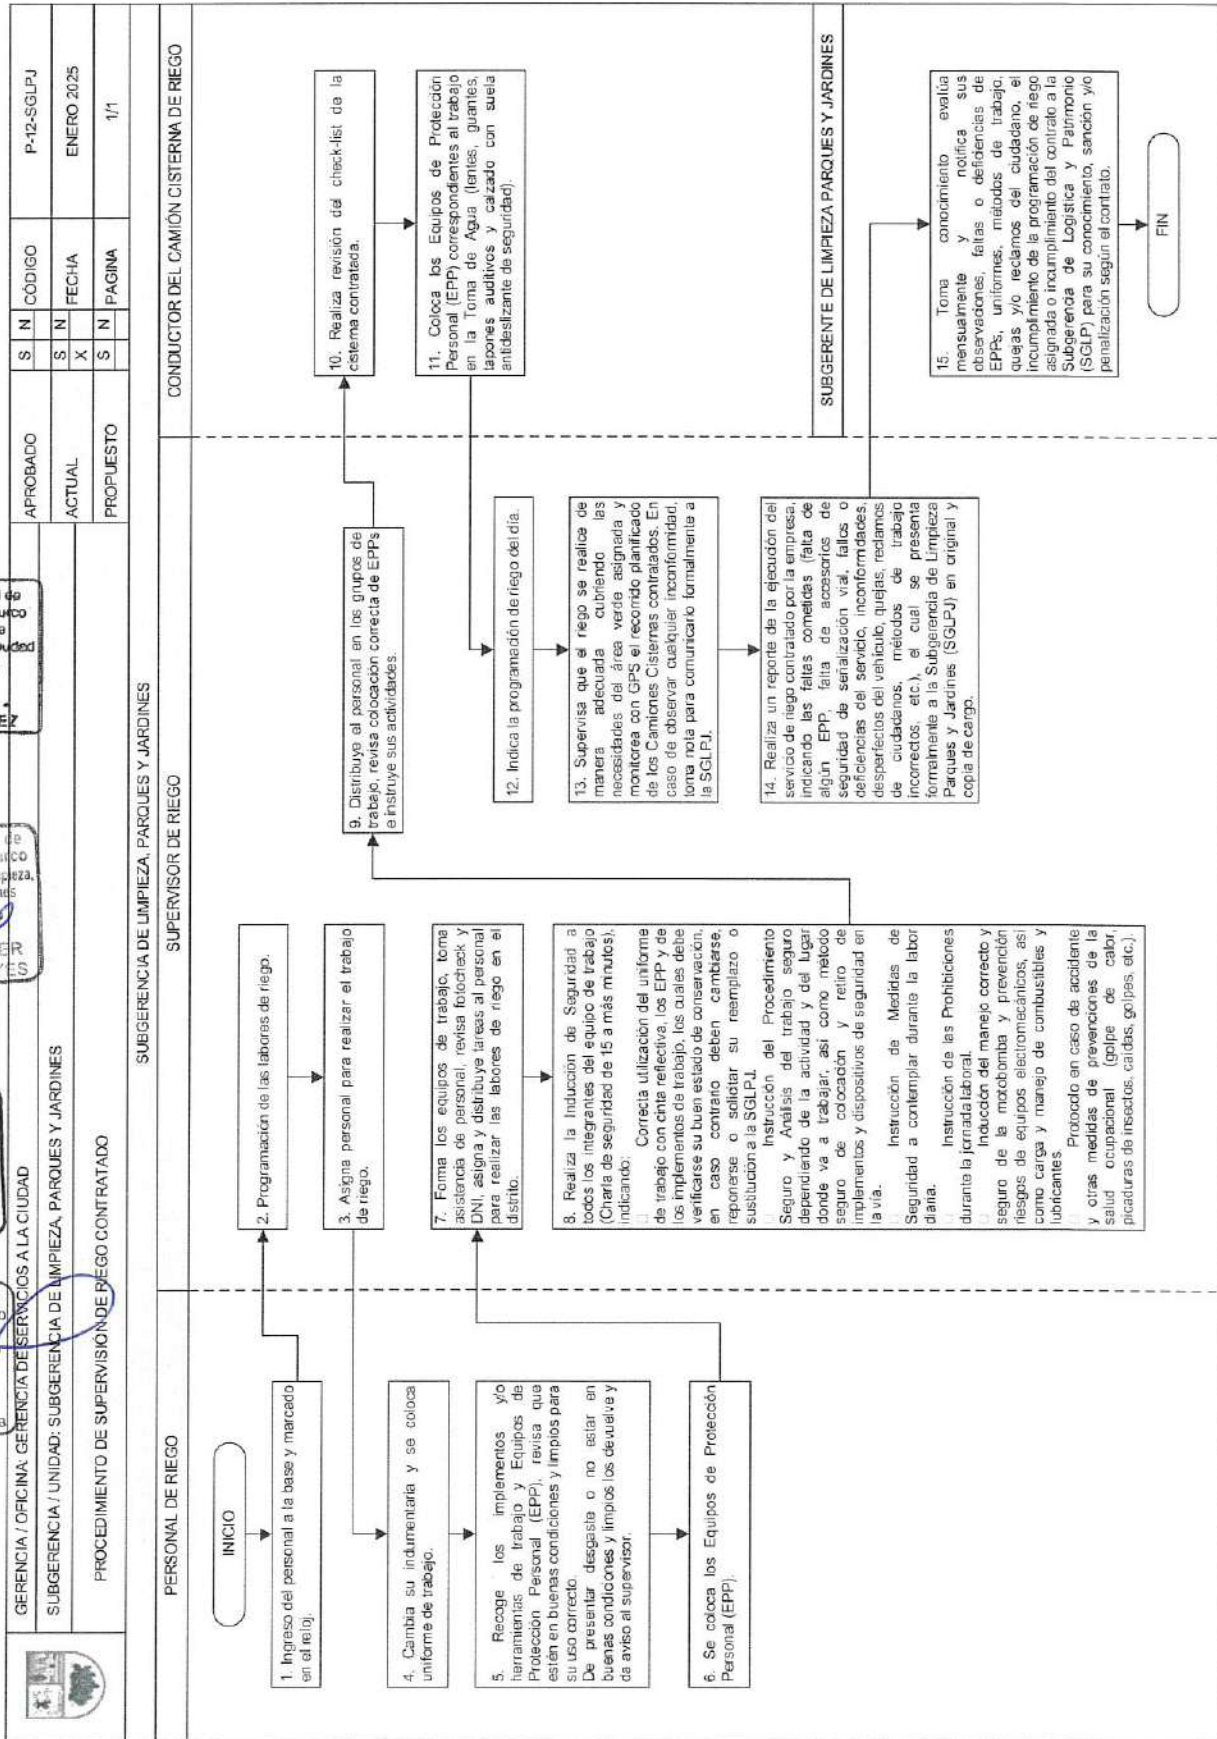 GERENCIA / OFICINA: GERENCIA DE SERVICIOS A LA CIUDAD
APROBADO
S N
CÓDIGO
P-12-SGLPJ
SUBGERENCIA / UNIDAD: SUBGERENCIA DE LIMPIEZA, PARQUES Y JARDINES
ACTUAL
S N
X
FECHA
ENERO 2025
PROCEDIMIENTO DE SUPERVISIÓN DE RIEGO CONTRATADO
PROPUESTO
S N
PAGINA
1/1
SUBGERENCIA DE LIMPIEZA, PARQUES Y JARDINES
PERSONAL DE RIEGO
SUPERVISOR DE RIEGO
CONDUCTOR DEL CAMIÓN CISTERNA DE RIEGO
INICIO
1. Ingreso del personal a la base y marcado
en el reloj.
2. Programación de las labores de riego.
3. Asigna personal para realizar el trabajo
de riego.
4. Cambia su indumentaria y se coloca
uniforme de trabajo.
5. Recoge los implementos y/o
herramientas de trabajo y Equipos de
Protección Personal (EPP), revisa que
estén en buenas condiciones y limpios para
su uso correcto.
De presentar desgaste o no estar en
buenas condiciones y limpios los devuelve y
da aviso al supervisor.
6. Se coloca los Equipos de Protección
Personal (EPP).
7. Forma los equipos de trabajo, toma
asistencia de personal, revisa fotocheck y
DNI, asigna y distribuye tareas al personal
para realizar las labores de riego en el
distrito.
8. Realiza la Inducción de Seguridad a
todos los integrantes del equipo de trabajo
(Charla de seguridad de 15 a más minutos),
indicando:
□ Correcta utilización del uniforme
de trabajo con cinta reflectiva, los EPP y de
los implementos de trabajo, los cuales debe
verificarse su buen estado de conservación,
en caso contrario deben cambiarse,
reponerse o solicitar su reemplazo o
sustitución a la SGLPJ.
□ Instrucción del Procedimiento
Seguro y Análisis del trabajo seguro
dependiendo de la actividad y del lugar
donde va a trabajar, así como método
seguro de colocación y retiro de
implementos y dispositivos de seguridad en
la vía.
□ Instrucción de Medidas de
Seguridad a contemplar durante la labor
diaria.
□ Instrucción de las Prohibiciones
durante la jornada laboral.
□ Inducción del manejo correcto y
seguro de la motobomba y prevención
riesgos de equipos electromecánicos, así
como carga y manejo de combustibles y
lubricantes.
□ Protocolo en caso de accidente
y otras medidas de prevenciones de la
salud ocupacional (golpe de calor,
picaduras de insectos, caídas, golpes, etc.).
9. Distribuye al personal en los grupos de
trabajo, revisa colocación correcta de EPPs
e instruye sus actividades.
10. Realiza revisión del check-list de la
cisterna contratada.
11. Coloca los Equipos de Protección
Personal (EPP) correspondientes al trabajo
en la Toma de Agua (lentes, guantes,
tapones auditivos y calzado con suela
antideslizante de seguridad).
12. Indica la programación de riego del día.
13. Supervisa que el riego se realice de
manera adecuada cubriendo las
necesidades del área verde asignada y
monitorea con GPS el recorrido planificado
de los Camiones Cisternas contratados. En
caso de observar cualquier inconformidad,
toma nota para comunicarlo formalmente a
la SGLPJ.
14. Realiza un reporte de la ejecución del
servicio de riego contratado por la empresa,
indicando las faltas cometidas (falta de
algún EPP, falta de accesorios de
seguridad de señalización vial, fallos o
deficiencias del servicio, inconformidades,
desperfectos del vehículo, quejas, reclamos
de ciudadanos, métodos de trabajo
incorrectos, etc.), el cual se presenta
formalmente a la Subgerencia de Limpieza
Parques y Jardines (SGLPJ) en original y
copia de cargo.
SUBGERENTE DE LIMPIEZA PARQUES Y JARDINES
15. Toma conocimiento evalúa
mensualmente y notifica sus
observaciones, faltas o deficiencias de
EPPs, uniformes, métodos de trabajo,
quejas y/o reclamos del ciudadano, el
incumplimiento de la programación de riego
asignada o incumplimiento del contrato a la
Subgerencia de Logística y Patrimonio
(SGLP) para su conocimiento, sanción y/o
penalización según el contrato.
FIN